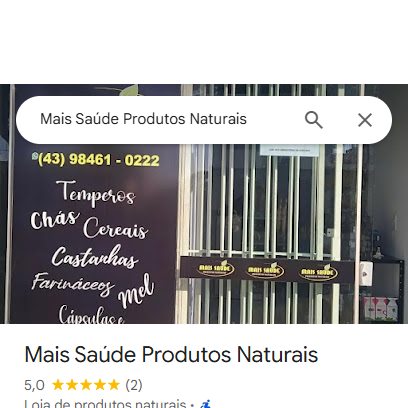 Mais Saúde Produtos Naturais
(43) 98461 - 0222
Temperos
Chás
Cereais
Castanhas
Farináceos
Mel
Cápsulas e
MAIS SAÚDE MAIS SAÚDE MAIS SAÚDE
Mais Saúde Produtos Naturais
5,0 ★★★★★ (2)
Loja de produtos naturais ·